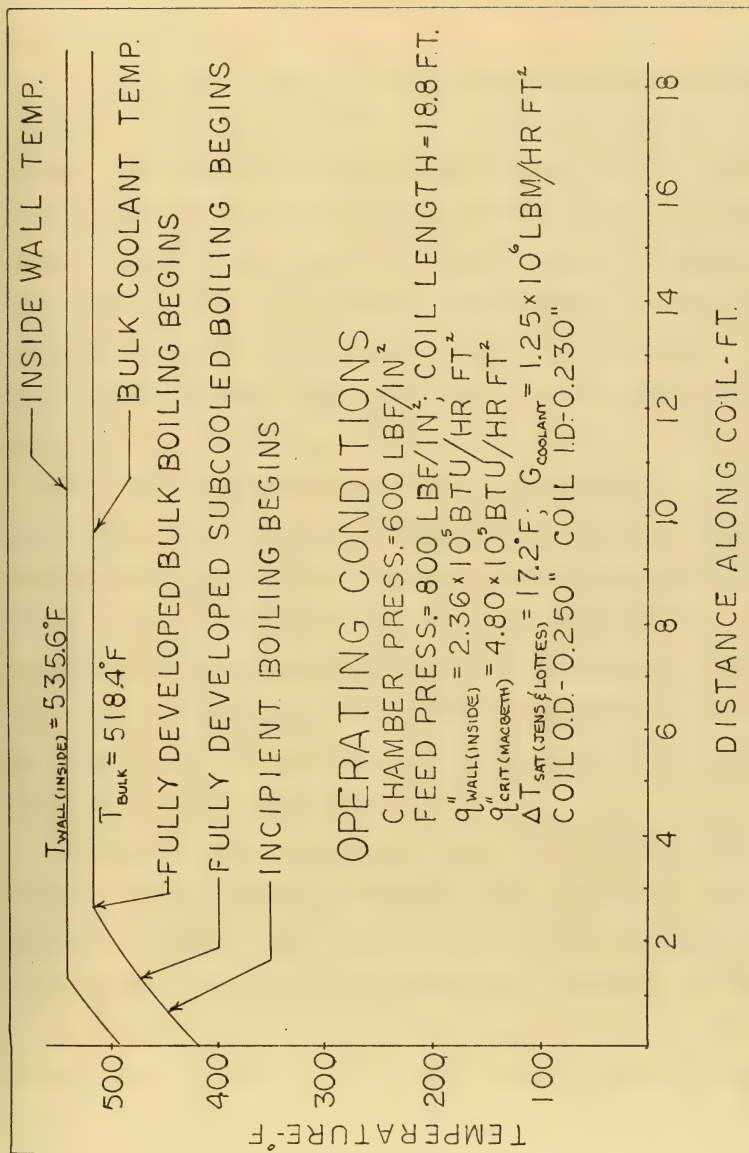 INSIDE WALL TEMP.
T WALL (INSIDE) = 535.6°F
BULK COOLANT TEMP.
T BULK = 518.4°F
FULLY DEVELOPED BULK BOILING BEGINS
FULLY DEVELOPED SUBCOOLED BOILING BEGINS
INCIPIENT BOILING BEGINS
OPERATING CONDITIONS
CHAMBER PRESS.=600 LBF/IN²
FEED PRESS.= 800 LBF/IN²; COIL LENGTH=18.8 FT.
q"WALL(INSIDE) = 2.36×10⁵ BTU/HR FT²
q"CRIT(MACBETH) = 4.80×10⁵ BTU/HR FT²
ΔT SAT (JENS & LOTTES) = 17.2°F; G COOLANT = 1.25×10⁶ LBM/HR FT²
COIL O.D.-0.250" COIL I.D-0.230"
TEMPERATURE-°F
500
400
300
200
100
2 4 6 8 10 12 14 16 18
DISTANCE ALONG COIL-FT.